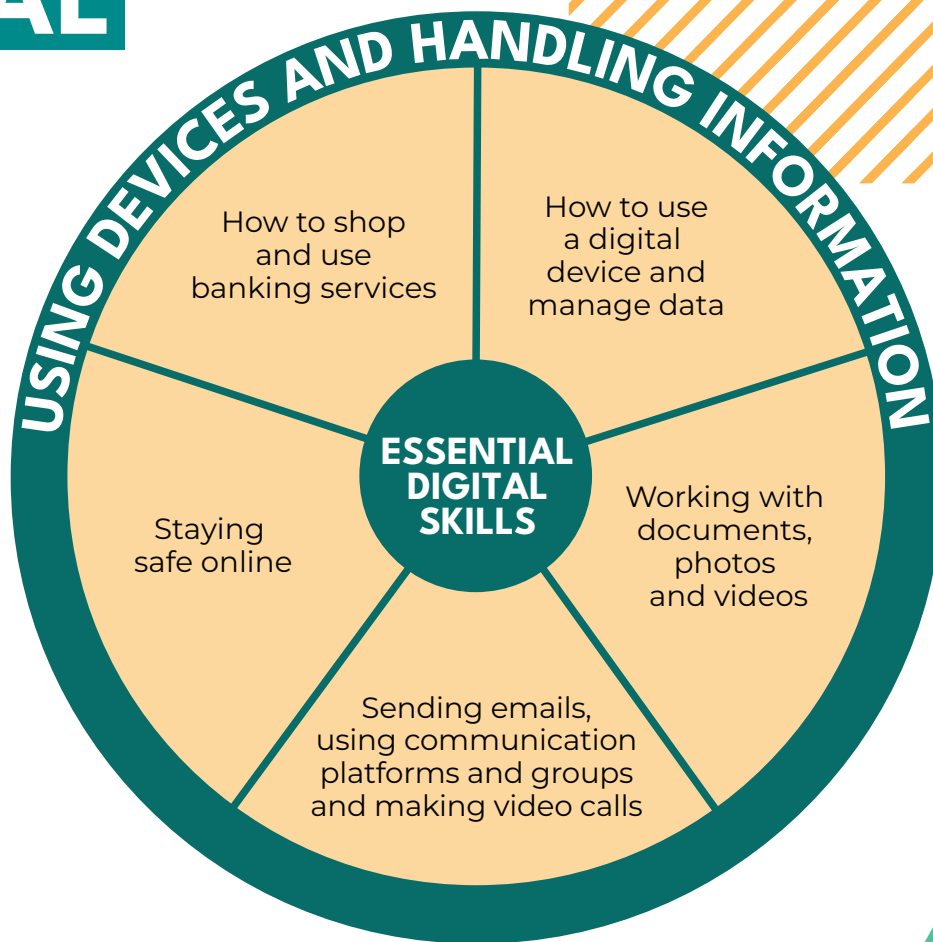 AL
USING DEVICES AND HANDLING INFORMATION
How to shop
and use
banking services
How to use
a digital
device and
manage data
ESSENTIAL
DIGITAL
SKILLS
Staying
safe online
Working with
documents,
photos
and videos
Sending emails,
using communication
platforms and groups
and making video calls